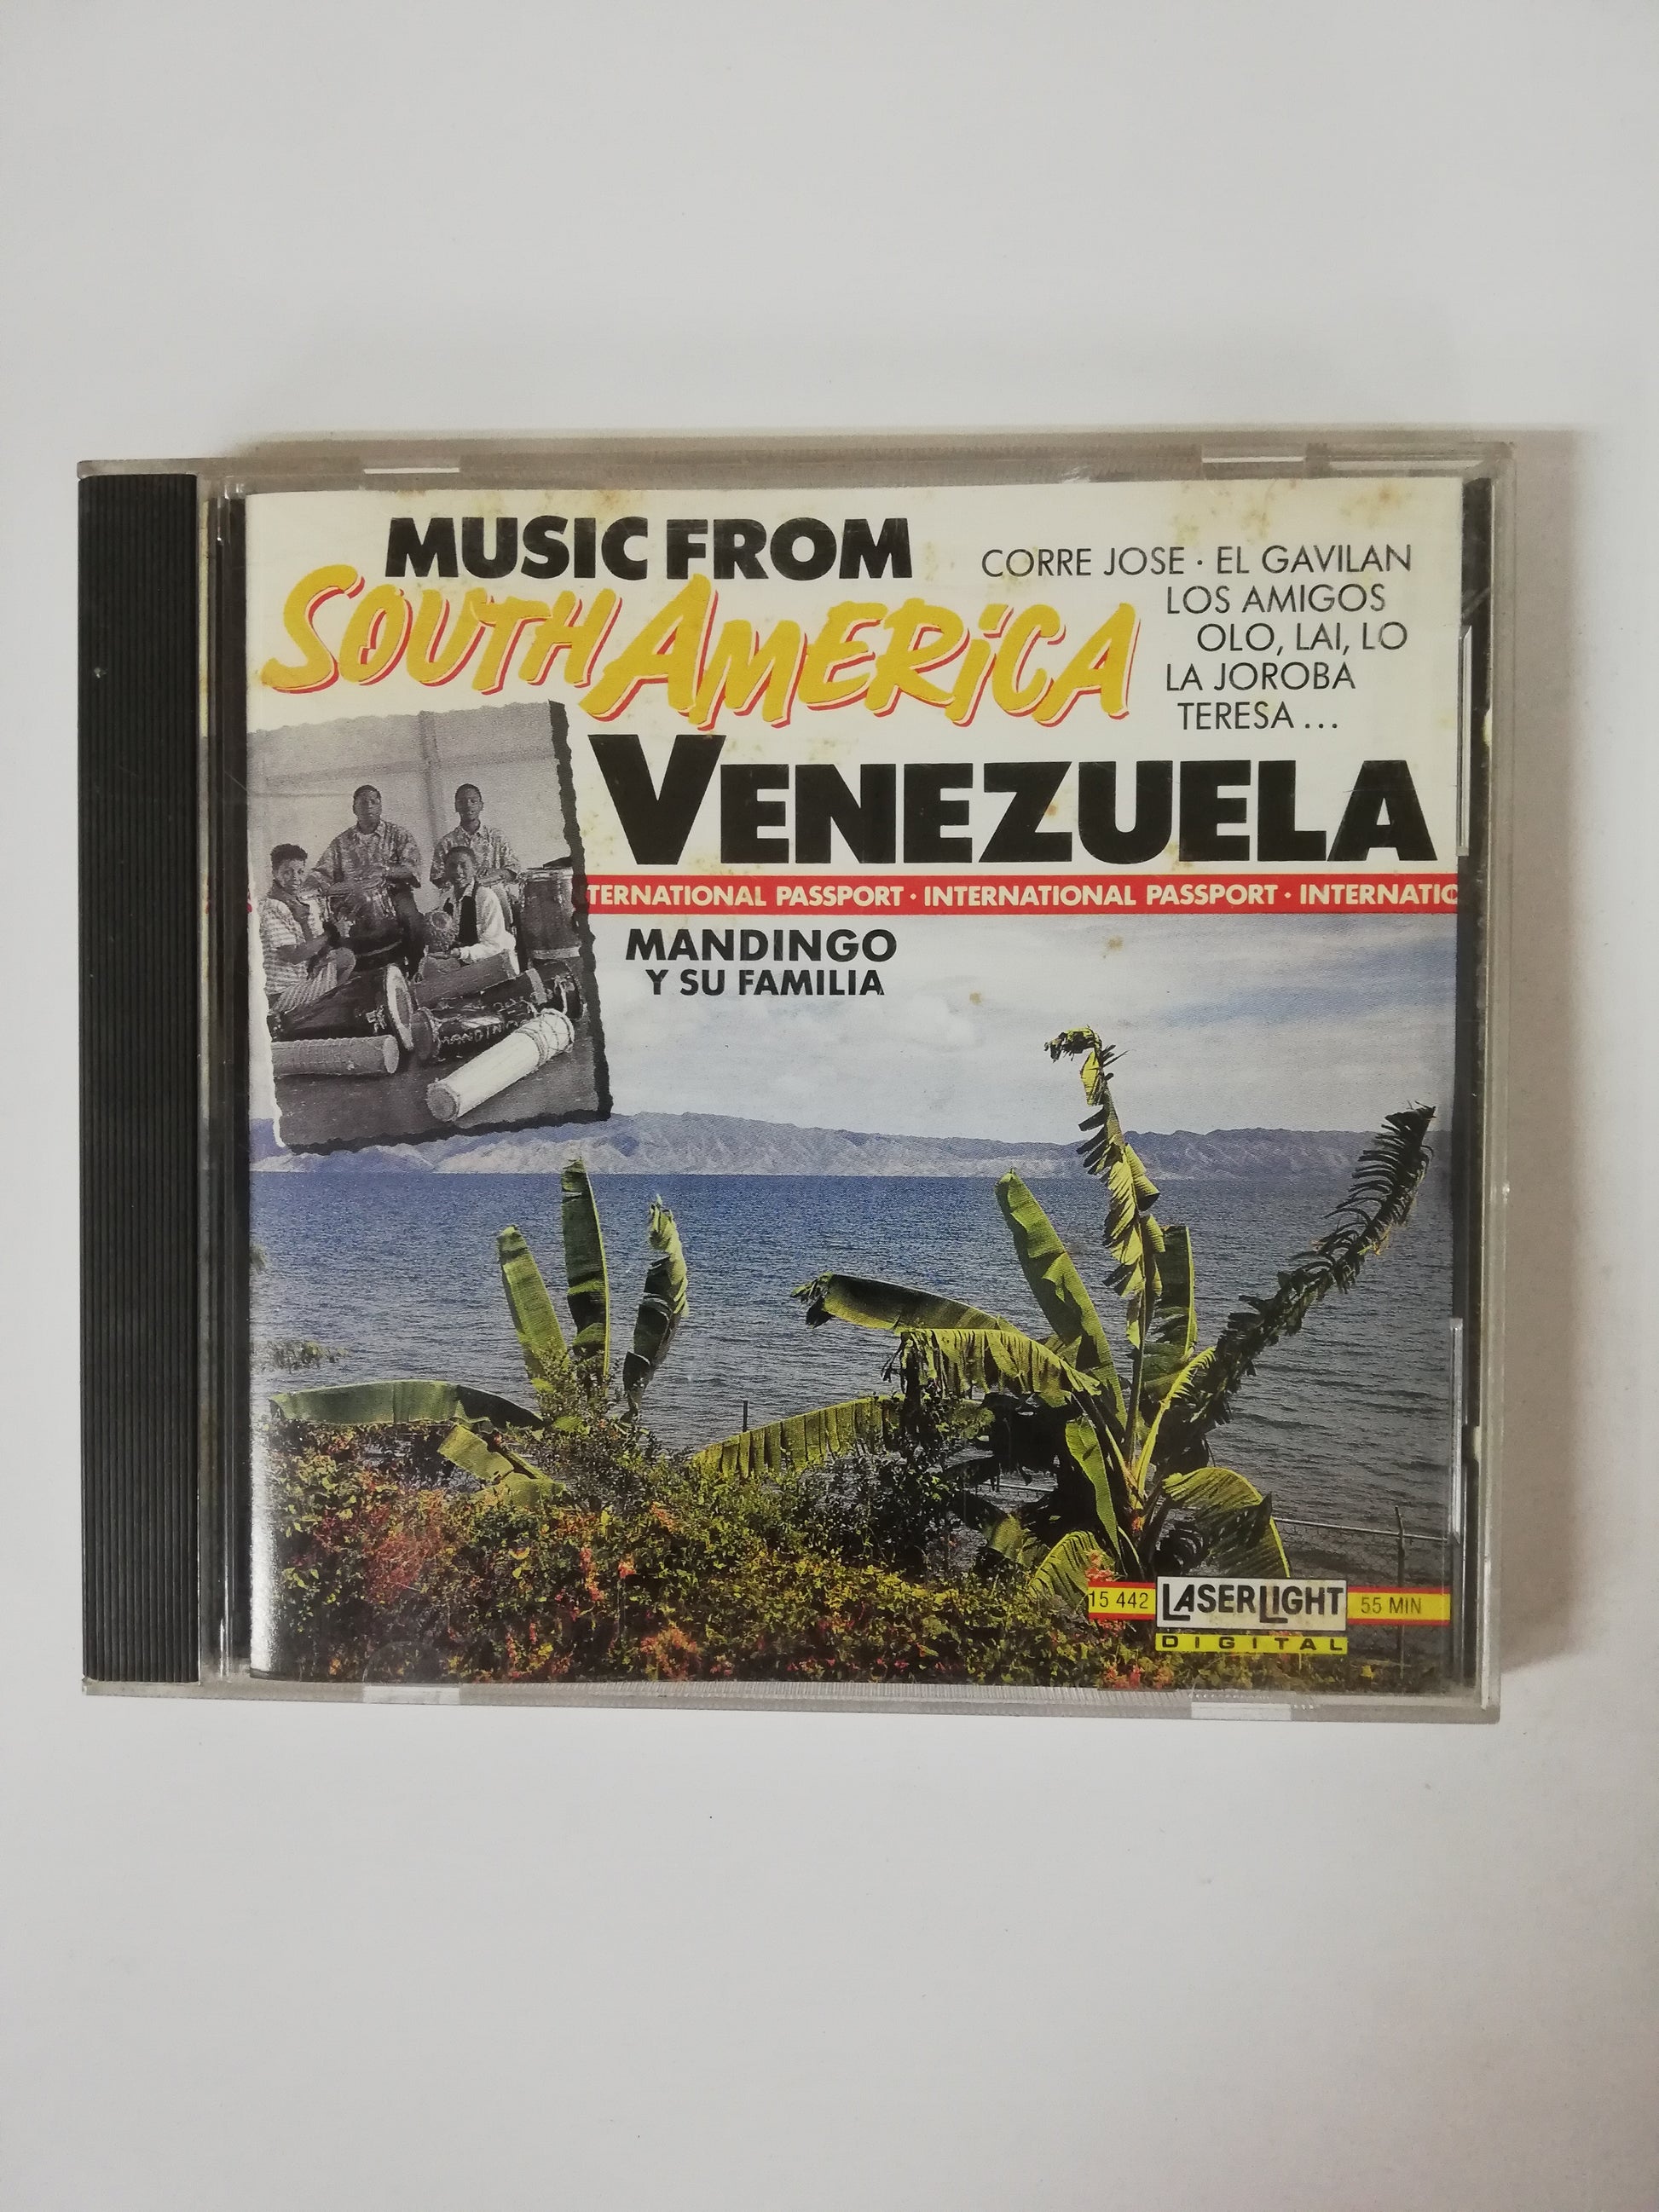 MUSIC FROM
SOUTH AMERICA
CORRE JOSE · EL GAVILAN
LOS AMIGOS
OLO, LAI, LO
LA JOROBA
TERESA ...
VENEZUELA
TERNATIONAL PASSPORT · INTERNATIONAL PASSPORT · INTERNATIO
MANDINGO
Y SU FAMILIA
15 442 LASERLIGHT 55 MIN
DIGITAL